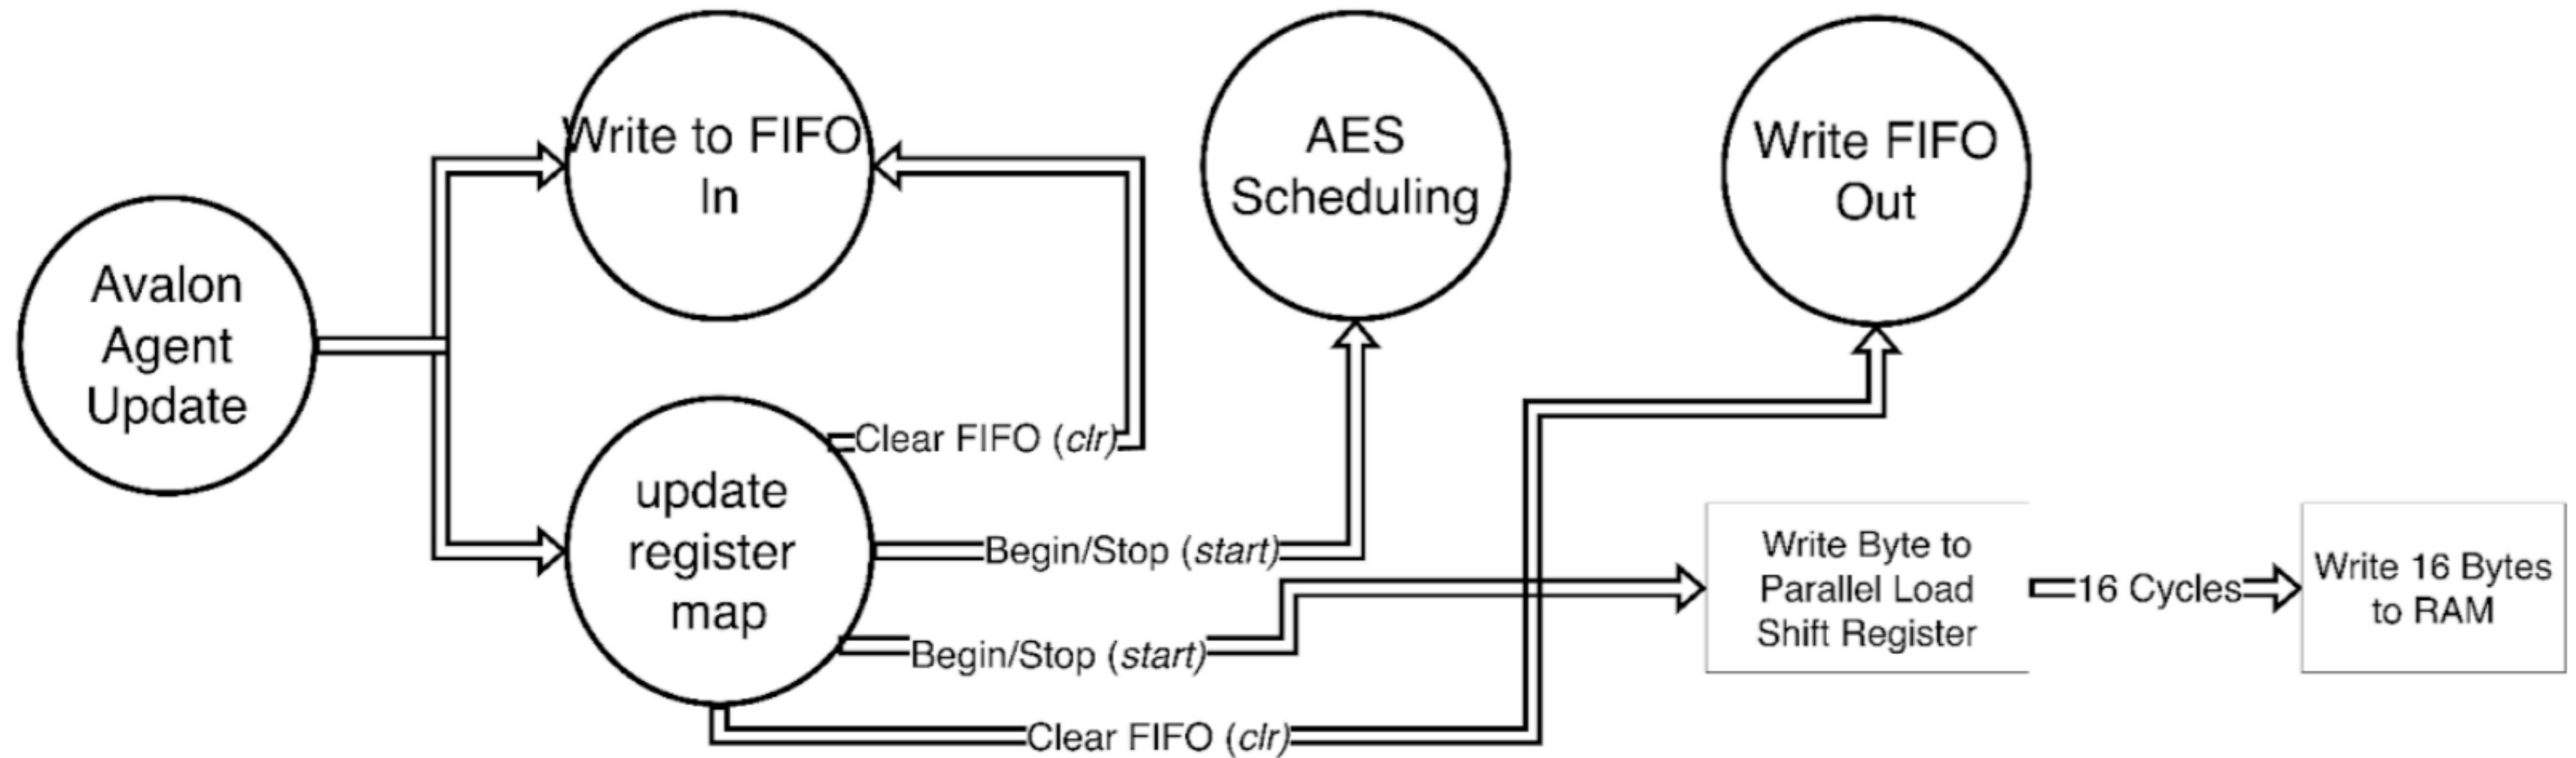 Avalon
Agent
Update
Write to FIFO
In
AES
Scheduling
Write FIFO
Out
update
register
map
Clear FIFO (clr)
Begin/Stop (start)
Begin/Stop (start)
Clear FIFO (clr)
Write Byte to
Parallel Load
Shift Register
16 Cycles
Write 16 Bytes
to RAM